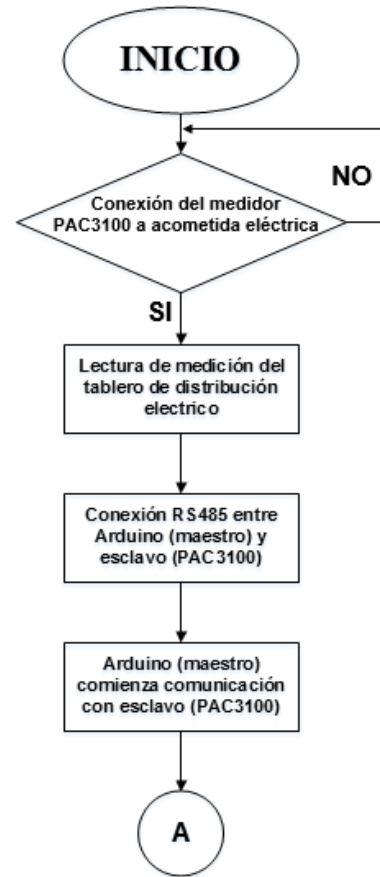 INICIO
NO
Conexión del medidor
PAC3100 a acometida eléctrica
SI
Lectura de medición del
tablero de distribución
electrico
Conexión RS485 entre
Arduino (maestro) y
esclavo (PAC3100)
Arduino (maestro)
comienza comunicación
con esclavo (PAC3100)
A